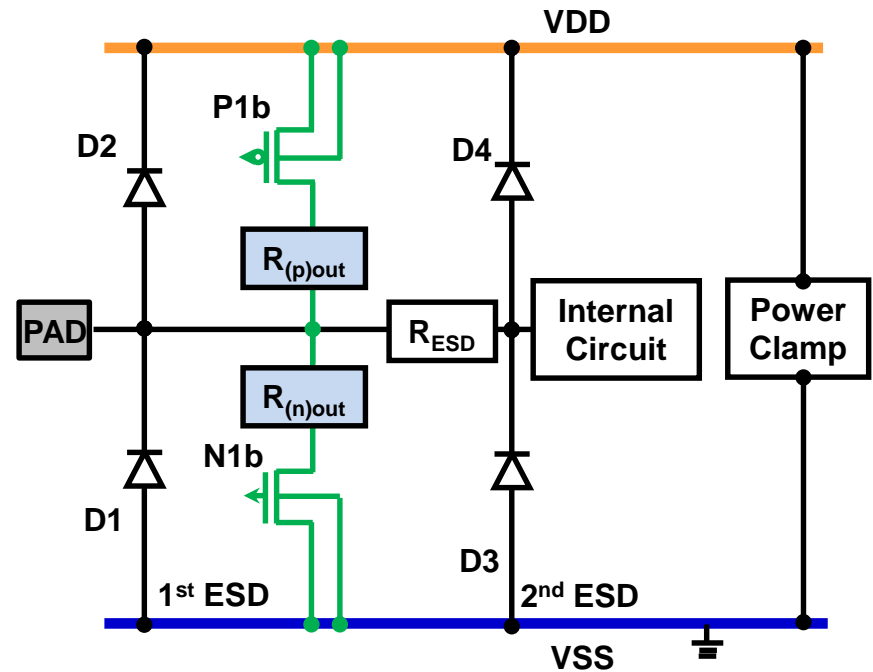 VDD
P1b
D2
D4
R(p)out
PAD
RESD
Internal
Circuit
Power
Clamp
R(n)out
N1b
D1
D3
1st ESD
2nd ESD
VSS